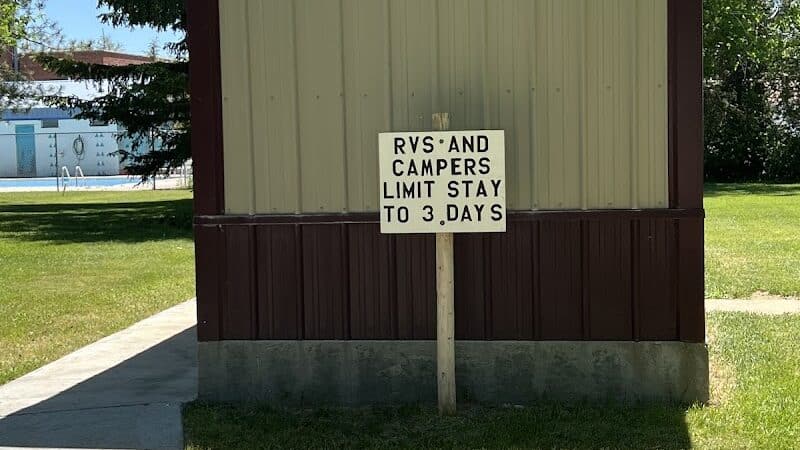 RVS AND
CAMPERS
LIMIT STAY
TO 3 DAYS